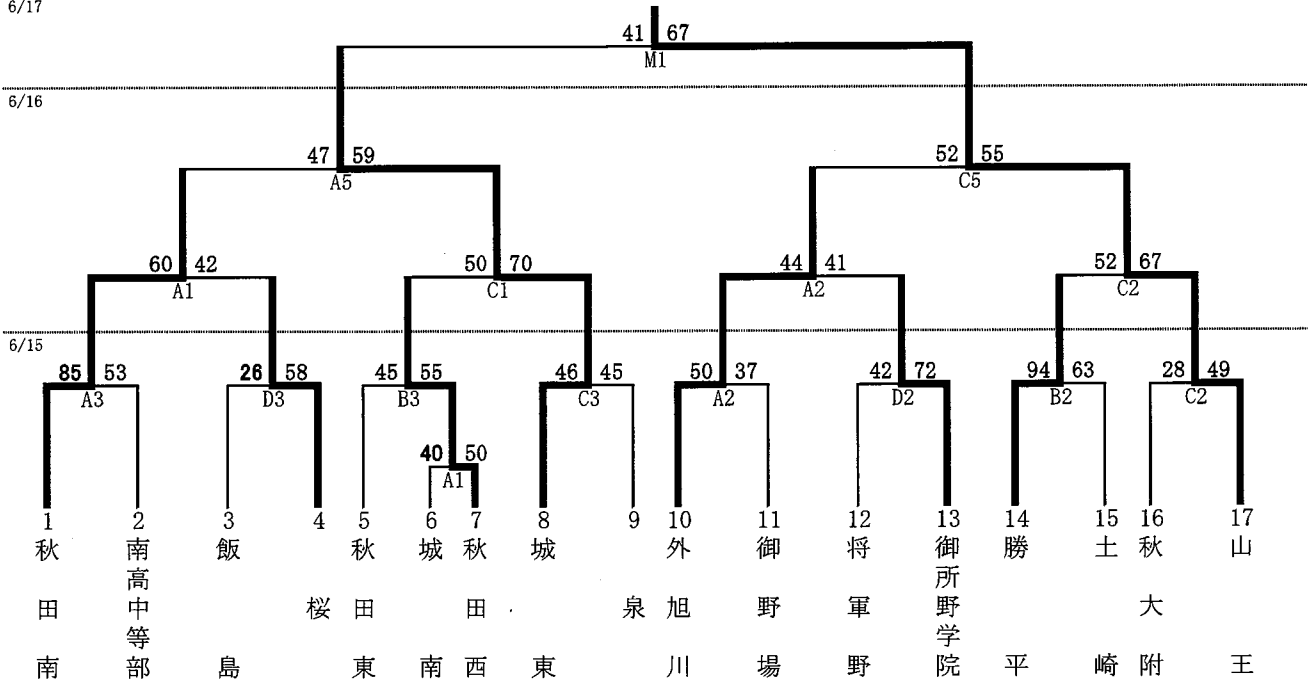 6/17
41 67
M1
6/16
47 59
A5
52 55
C5
60 42
A1
50 70
C1
44 41
A2
52 67
C2
6/15
85 53
A3
26 58
D3
45 55
B3
46 45
C3
50 37
A2
42 72
D2
94 63
B2
28 49
C2
40 50
A1
1 2 3 4 5 6 7 8 9 10 11 12 13 14 15 16 17
秋田南
南高中等部
飯島
桜
秋田東
城南
秋田西
城東
泉
外旭川
御野場
将軍野
御所野学院
勝平
土崎
秋大附
山王